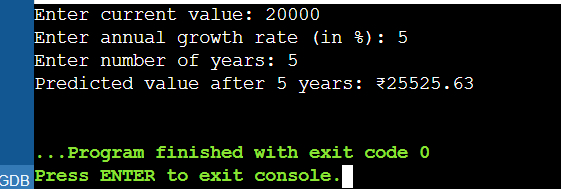 Enter current value: 20000
Enter annual growth rate (in %): 5
Enter number of years: 5
Predicted value after 5 years: ₹25525.63
...Program finished with exit code 0
GDB
Press ENTER to exit console.